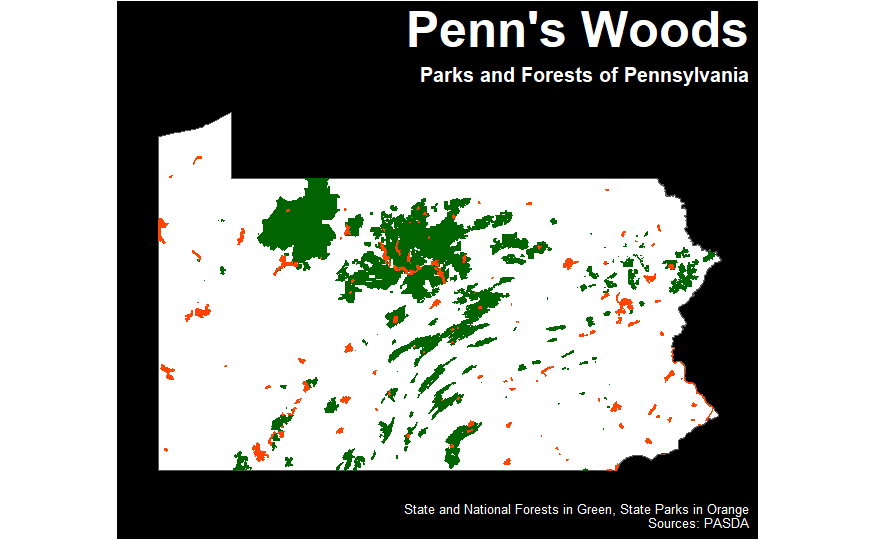 Penn's Woods
Parks and Forests of Pennsylvania
State and National Forests in Green, State Parks in Orange
Sources: PASDA